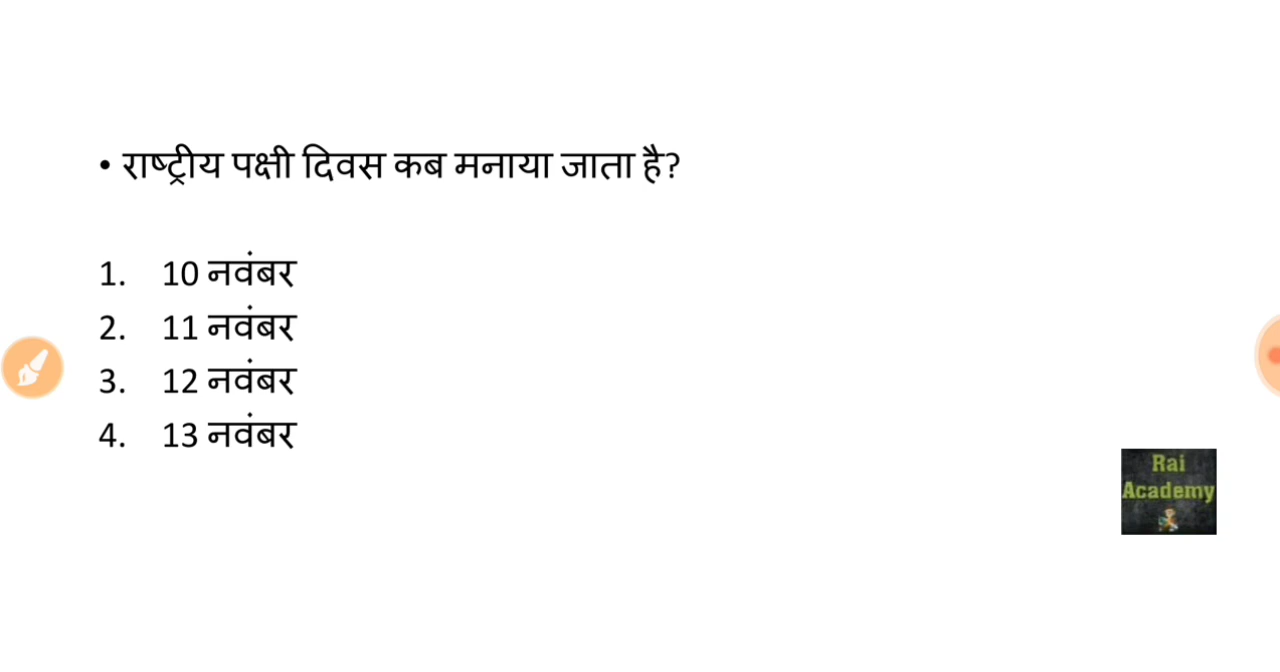 • राष्ट्रीय पक्षी दिवस कब मनाया जाता है?
1. 10 नवंबर
2. 11 नवंबर
3. 12 नवंबर
4. 13 नवंबर
Rai
Academy